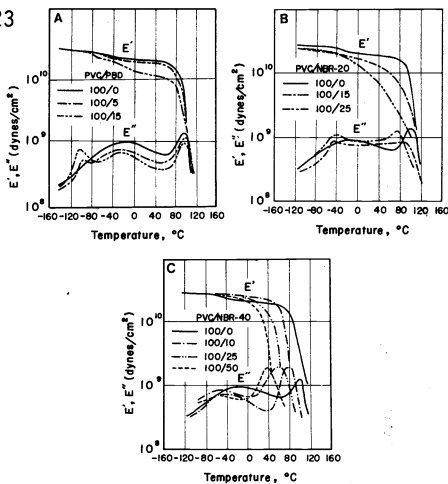 23
A
E'
PVC/PBD
100/0
100/5
100/15
E''
E', E'' (dynes/cm²)
10¹⁰
10⁹
10⁸
-160 -120 -80 -40 0 40 80 120 160
Temperature, °C
B
E'
PVC/NBR-20
100/0
100/15
100/25
E''
E', E'' (dynes/cm²)
10¹⁰
10⁹
10⁸
-160 -120 -80 -40 0 40 80 120 160
Temperature, °C
C
E'
PVC/NBR-40
100/0
100/10
100/25
100/50
E''
E', E'' (dynes/cm²)
10¹⁰
10⁹
10⁸
-160 -120 -80 -40 0 40 80 120 160
Temperature, °C